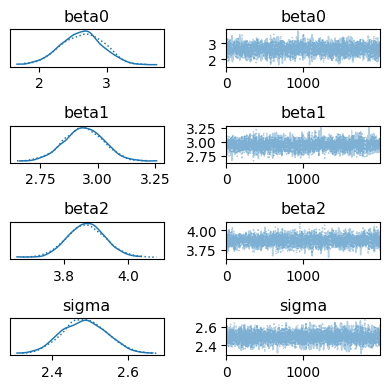 beta0 beta0
3
2
2 3 0 1000
beta1 beta1
3.25
3.00
2.75
2.75 3.00 3.25 0 1000
beta2 beta2
4.00
3.75
3.8 4.0 0 1000
sigma sigma
2.6
2.4
2.4 2.6 0 1000